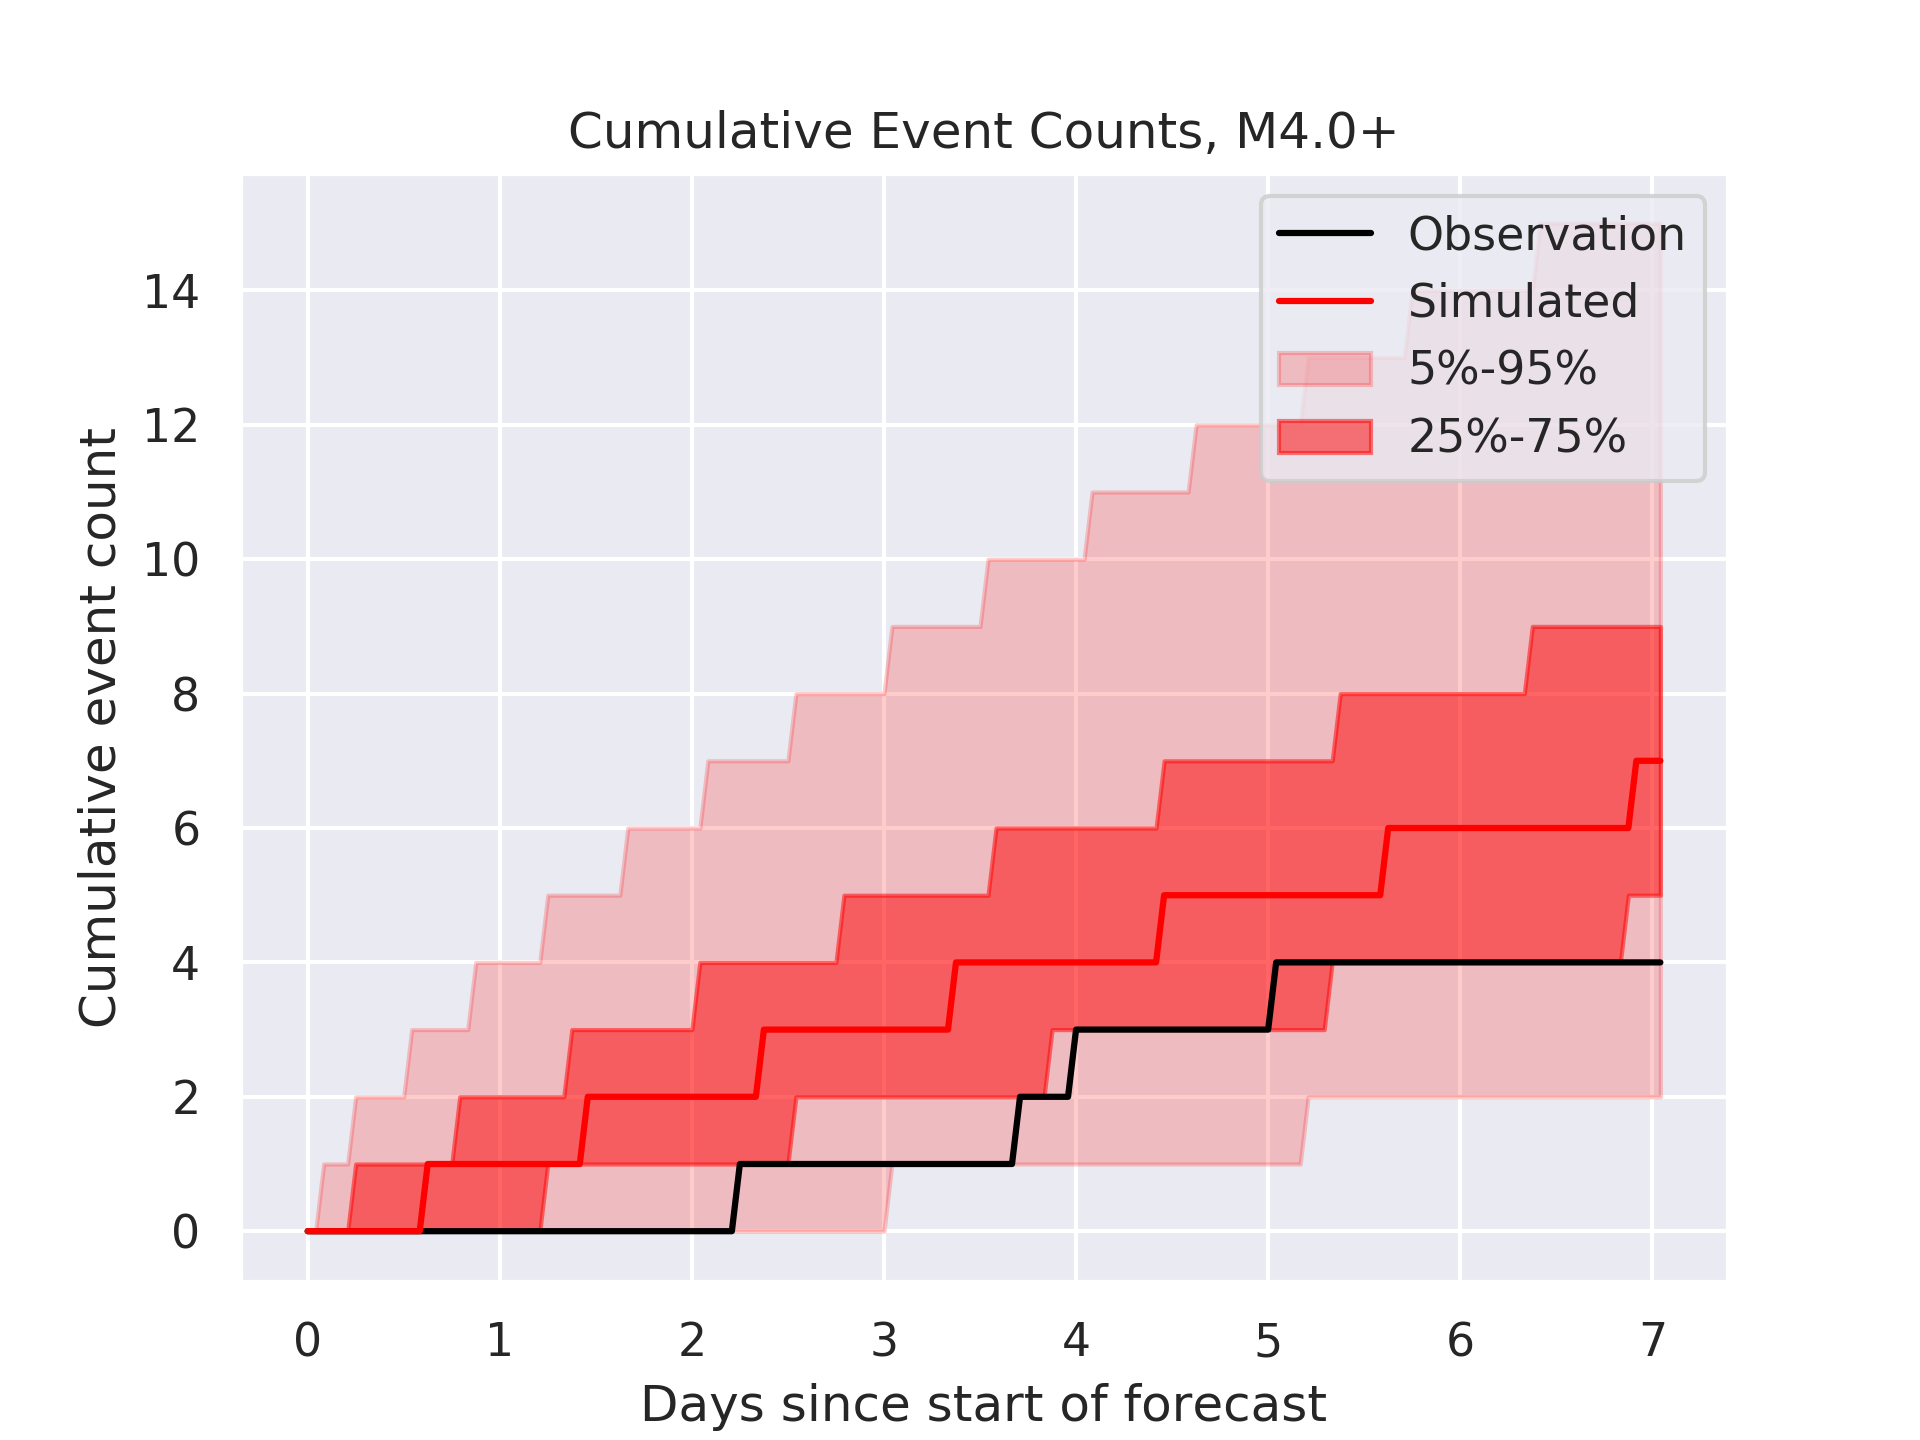 Cumulative Event Counts, M4.0+
Observation
Simulated
5%-95%
25%-75%
Cumulative event count
14
12
10
8
6
4
2
0
0 1 2 3 4 5 6 7
Days since start of forecast